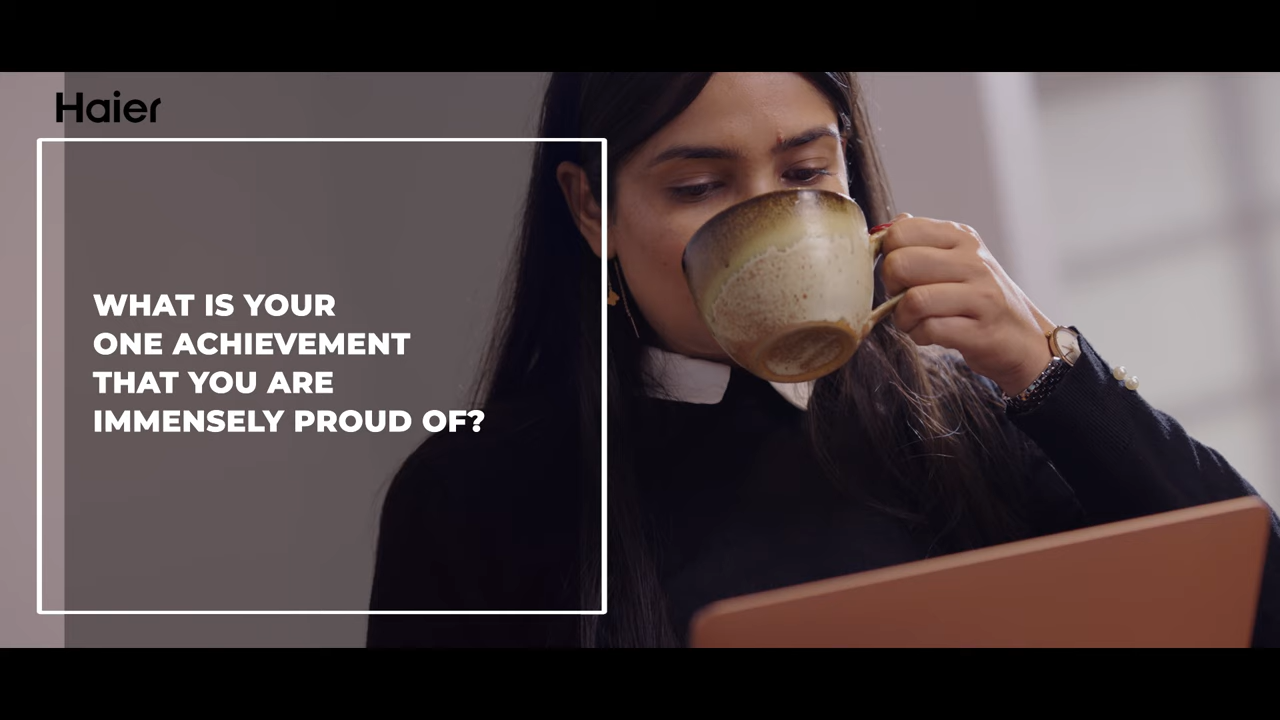 Haier
WHAT IS YOUR
ONE ACHIEVEMENT
THAT YOU ARE
IMMENSELY PROUD OF?